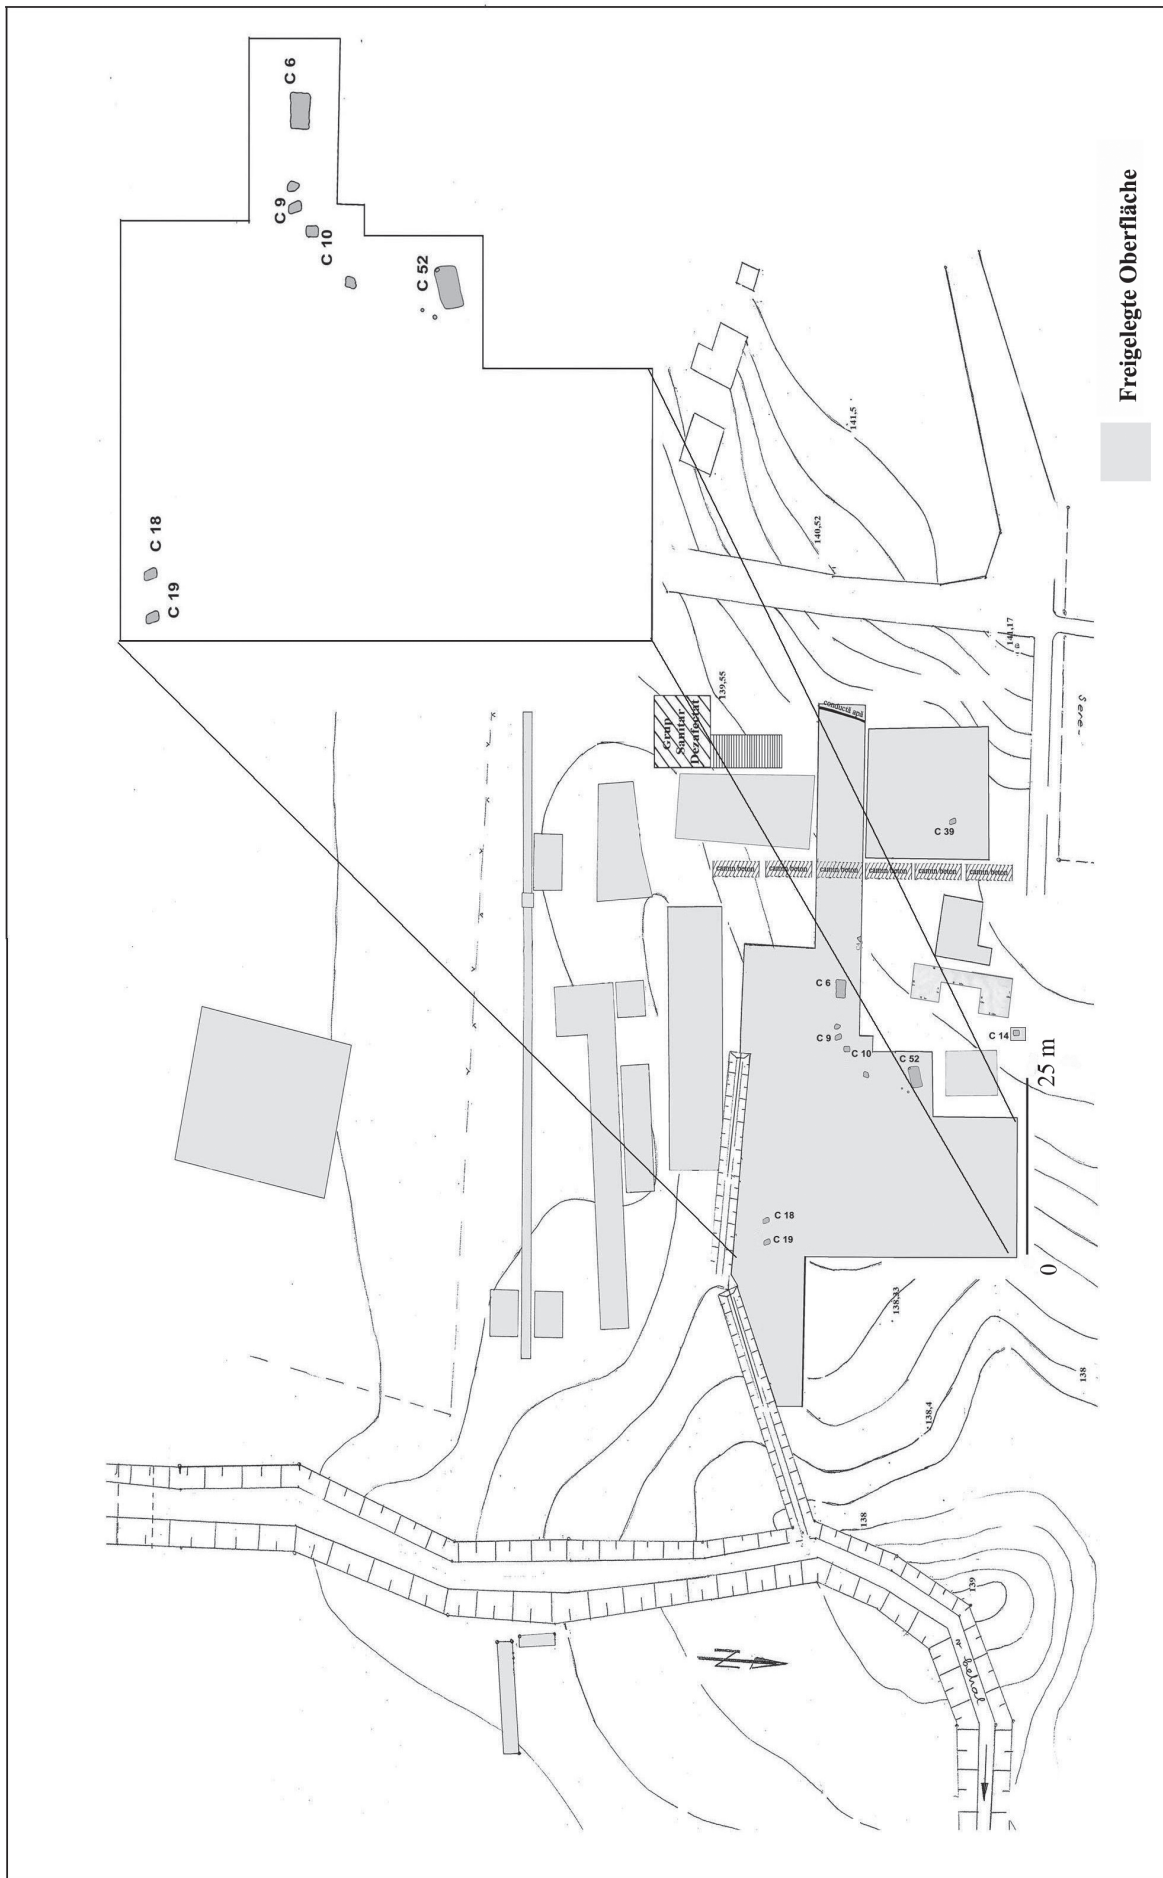 C 6
C 9
C 10
C 52
C 18
C 19
Freigelegte Oberfläche
141,5
140,52
141,17
139,55
Sere
Grup
Sanitar
Dezafectat
conductă apă
C 39
cămin beton
cămin beton
cămin beton
cămin beton
cămin beton
cămin beton
C 6
C 9
C 10
C 52
C 14
C 18
C 19
0
25 m
138,33
138,4
138
138
139
N